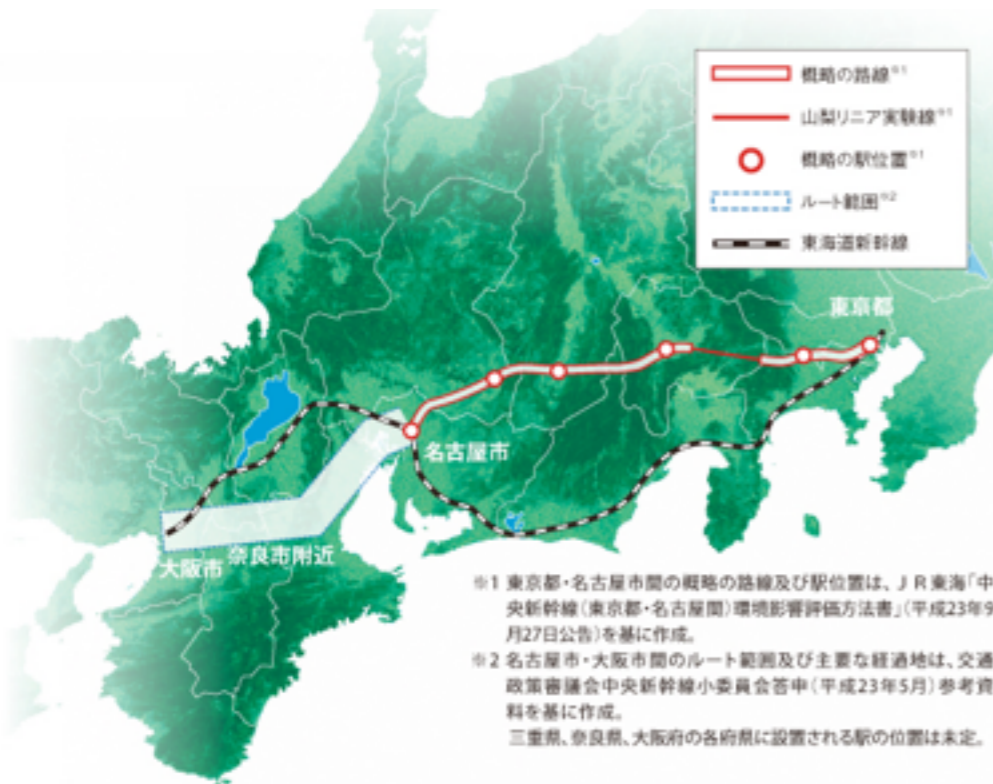 概略の路線※1
山梨リニア実験線※1
概略の駅位置※1
ルート範囲※2
東海道新幹線
東京都
名古屋市
奈良市附近
大阪市
※1 東京都・名古屋市間の概略の路線及び駅位置は、JR東海「中
央新幹線(東京都・名古屋間)環境影響評価方法書」(平成23年9
月27日公告)を基に作成。
※2 名古屋市・大阪市間のルート範囲及び主要な経過地は、交通
政策審議会中央新幹線小委員会答申(平成23年5月)参考資
料を基に作成。
三重県、奈良県、大阪府の各府県に設置される駅の位置は未定。